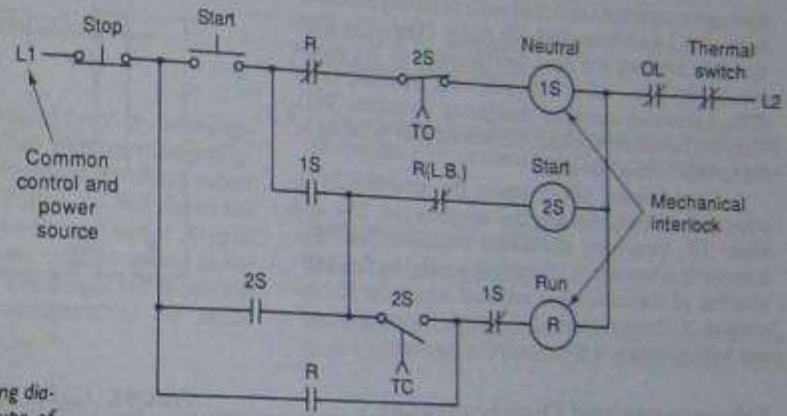 Stop
Start
R
2S
Neutral
Thermal
switch
OL
L1
1S
L2
TO
Common
control and
power
source
1S
R(L.B.)
Start
2S
Mechanical
interlock
2S
2S
1S
Run
R
R
TC
ing dia-